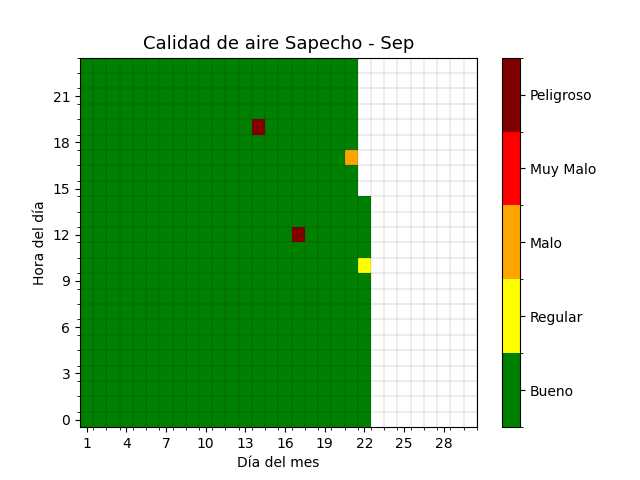 Calidad de aire Sapecho - Sep
Hora del día
21
18
15
12
9
6
3
0
1 4 7 10 13 16 19 22 25 28
Día del mes
Peligroso
Muy Malo
Malo
Regular
Bueno